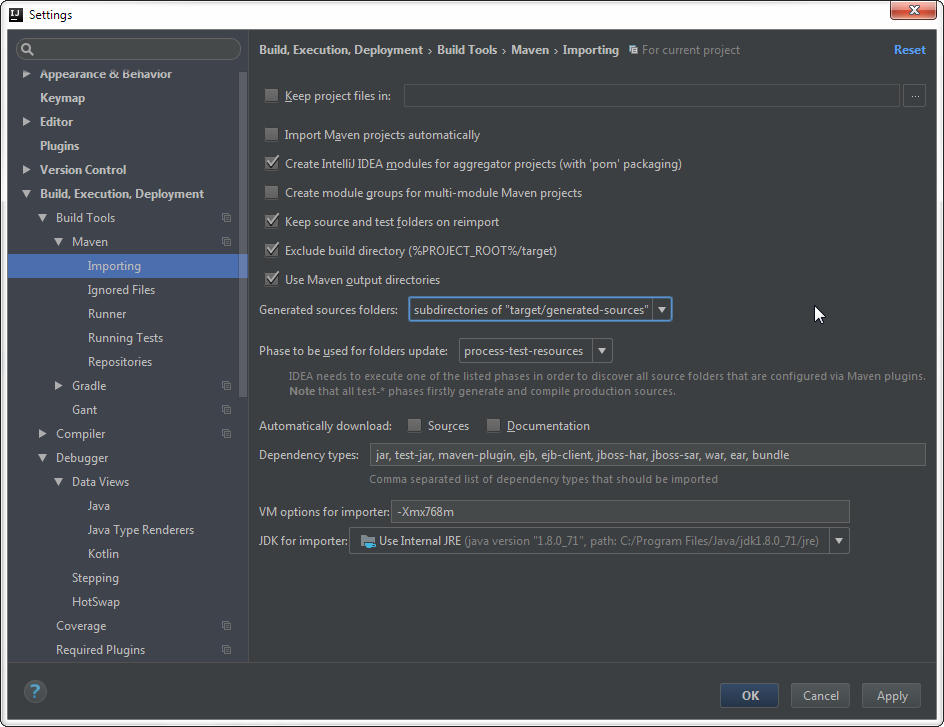 Settings
Appearance & Behavior
Keymap
Editor
Plugins
Version Control
Build, Execution, Deployment
Build Tools
Maven
Importing
Ignored Files
Runner
Running Tests
Repositories
Gradle
Gant
Compiler
Debugger
Data Views
Java
Java Type Renderers
Kotlin
Stepping
HotSwap
Coverage
Required Plugins
Build, Execution, Deployment › Build Tools › Maven › Importing For current project Reset
Keep project files in: ...
Import Maven projects automatically
Create IntelliJ IDEA modules for aggregator projects (with 'pom' packaging)
Create module groups for multi-module Maven projects
Keep source and test folders on reimport
Exclude build directory (%PROJECT_ROOT%/target)
Use Maven output directories
Generated sources folders: subdirectories of "target/generated-sources"
Phase to be used for folders update: process-test-resources
IDEA needs to execute one of the listed phases in order to discover all source folders that are configured via Maven plugins.
Note that all test-* phases firstly generate and compile production sources.
Automatically download: Sources Documentation
Dependency types: jar, test-jar, maven-plugin, ejb, ejb-client, jboss-har, jboss-sar, war, ear, bundle
Comma separated list of dependency types that should be imported
VM options for importer: -Xmx768m
JDK for importer: Use Internal JRE (java version "1.8.0_71", path: C:/Program Files/Java/jdk1.8.0_71/jre)
? OK Cancel Apply